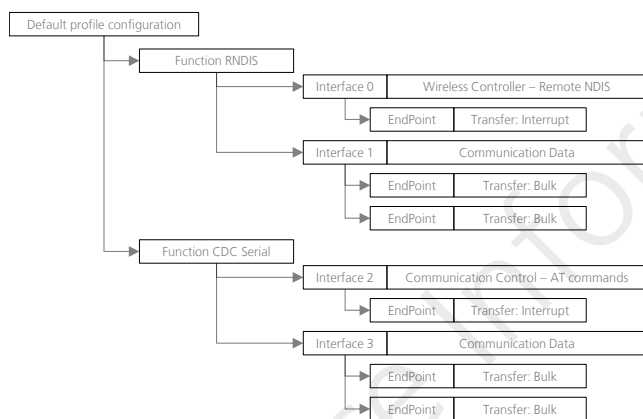 Default profile configuration
Function RNDIS
Interface 0 Wireless Controller – Remote NDIS
EndPoint Transfer: Interrupt
Interface 1 Communication Data
EndPoint Transfer: Bulk
EndPoint Transfer: Bulk
Function CDC Serial
Interface 2 Communication Control – AT commands
EndPoint Transfer: Interrupt
Interface 3 Communication Data
EndPoint Transfer: Bulk
EndPoint Transfer: Bulk